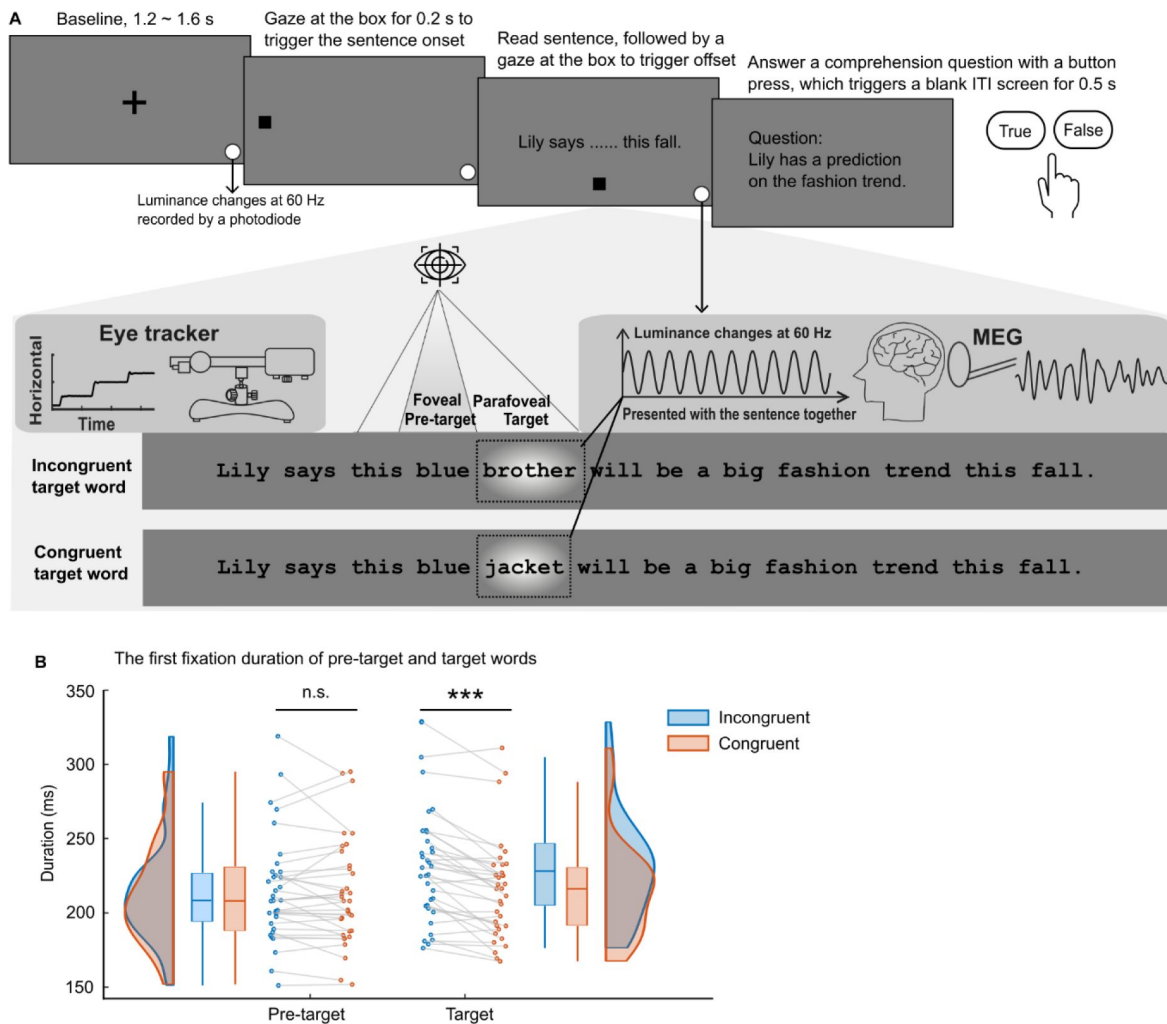 A
Baseline, 1.2 ~ 1.6 s
Gaze at the box for 0.2 s to
trigger the sentence onset
Read sentence, followed by a
gaze at the box to trigger offset
Answer a comprehension question with a button
press, which triggers a blank ITI screen for 0.5 s
Lily says ...... this fall.
Question:
Lily has a prediction
on the fashion trend.
True
False
Luminance changes at 60 Hz
recorded by a photodiode
Eye tracker
Horizontal
Time
Foveal
Pre-target
Parafoveal
Target
Luminance changes at 60 Hz
Presented with the sentence together
MEG
Incongruent
target word
Lily says this blue brother will be a big fashion trend this fall.
Congruent
target word
Lily says this blue jacket will be a big fashion trend this fall.
B
The first fixation duration of pre-target and target words
Duration (ms)
350
300
250
200
150
n.s.
***
Incongruent
Congruent
Pre-target
Target